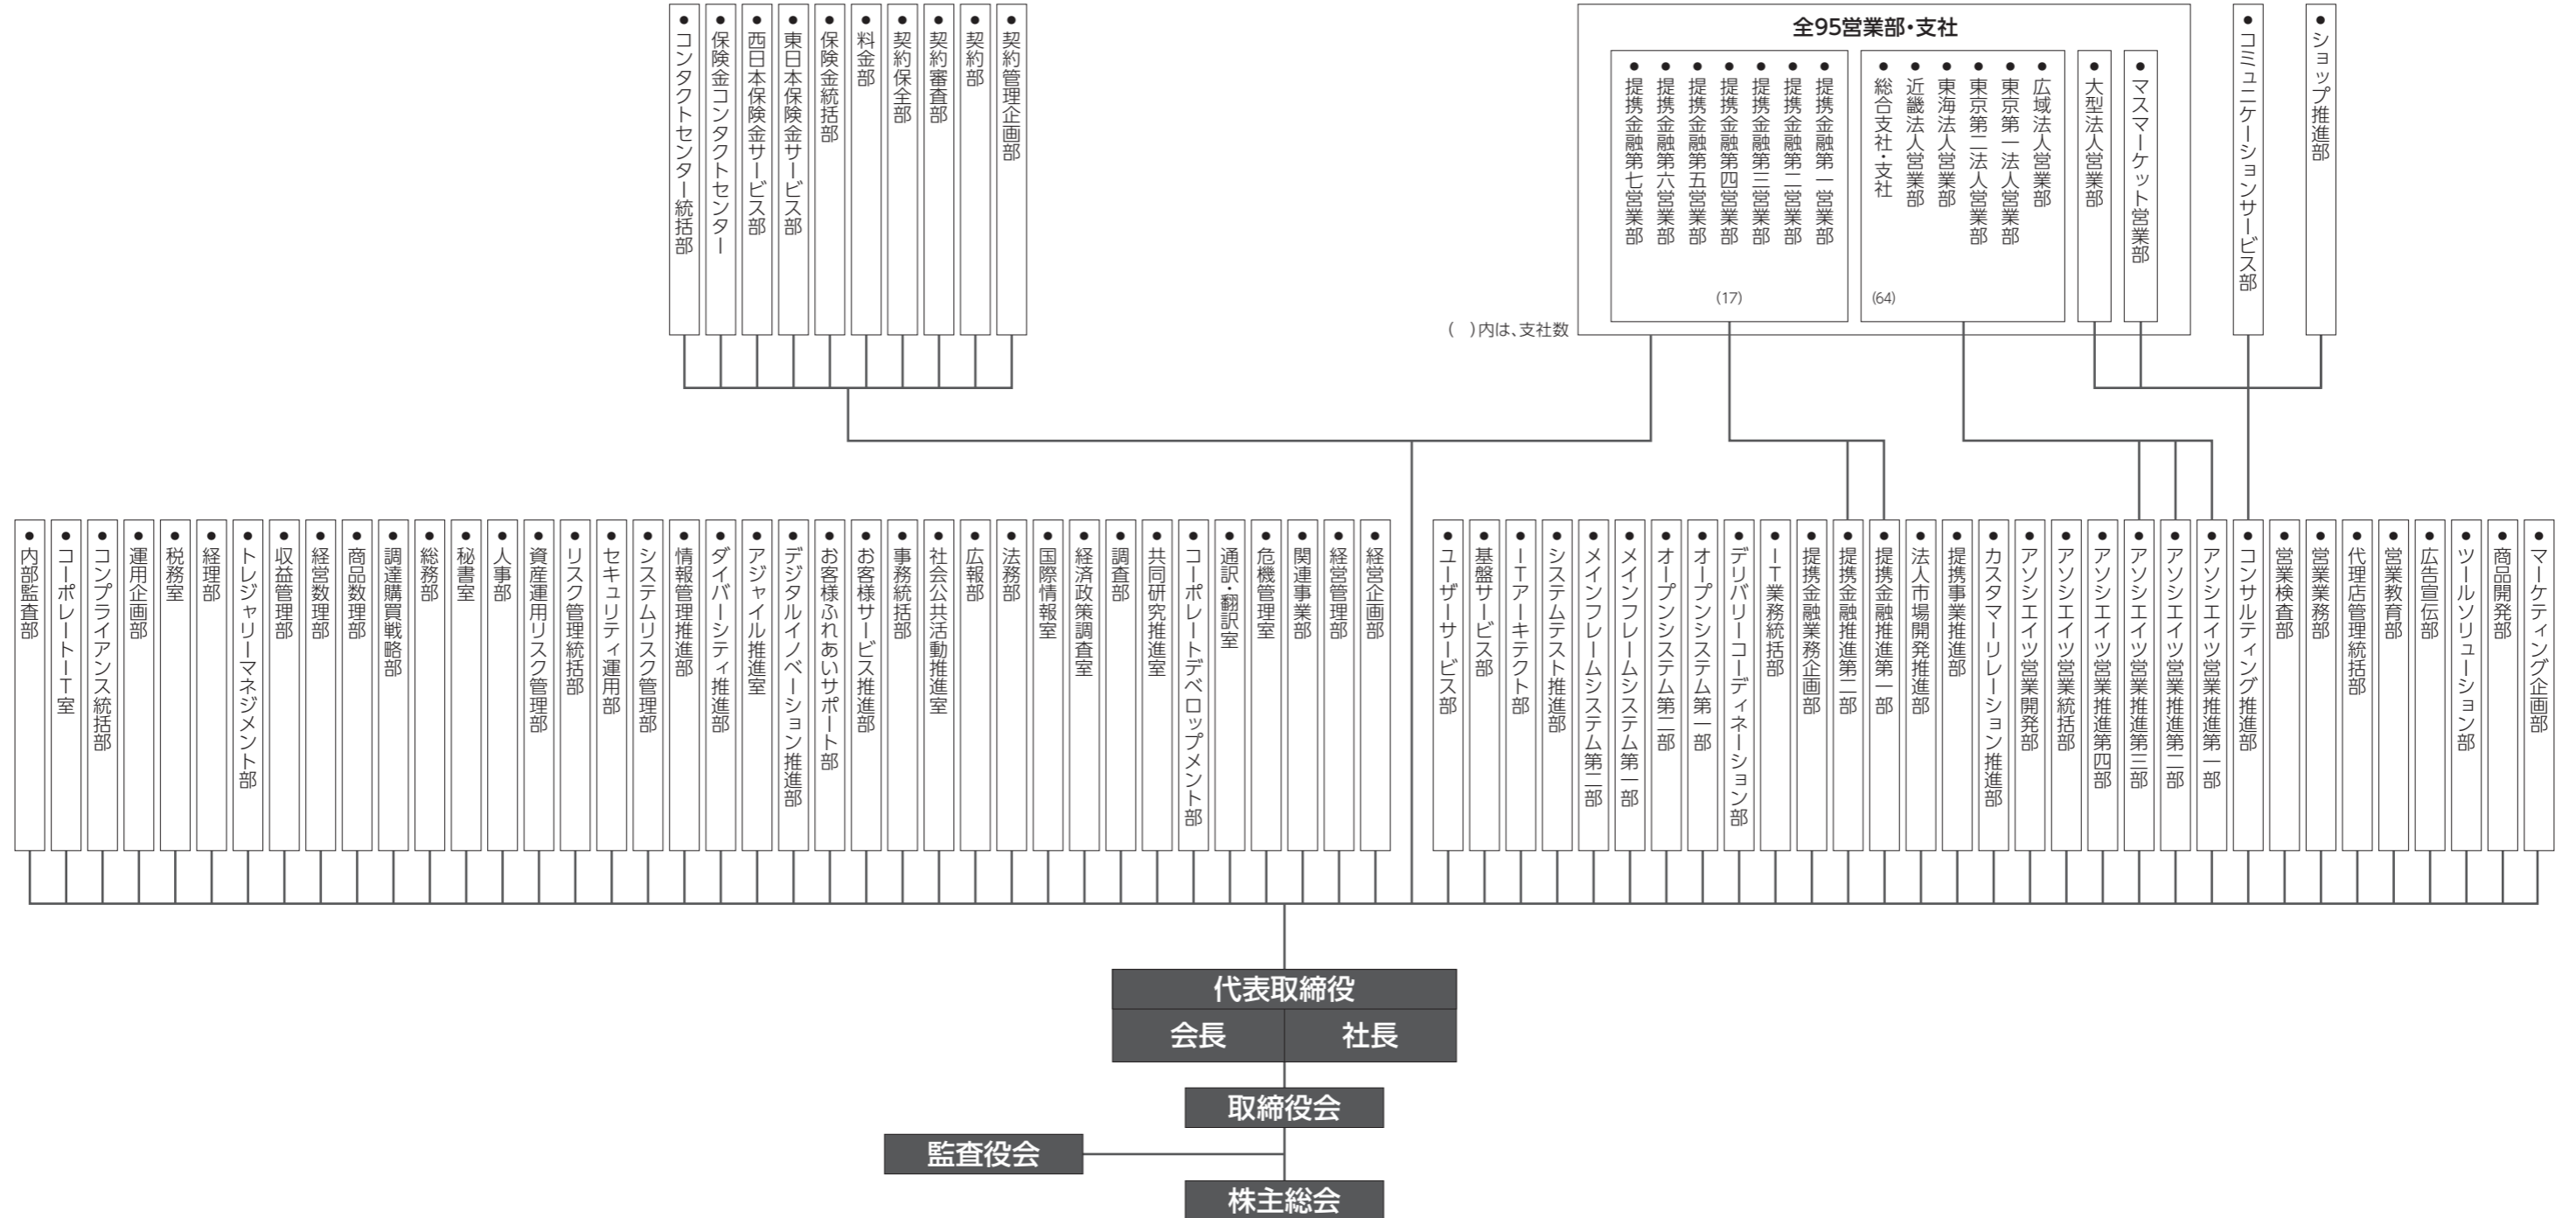 ● コンタクトセンター統括部
● 保険金コンタクトセンター
● 西日本保険金サービス部
● 東日本保険金サービス部
● 保険金統括部
● 料金部
● 契約保全部
● 契約審査部
● 契約部
● 契約管理企画部
全95営業部・支社
● 提携金融第七営業部
● 提携金融第六営業部
● 提携金融第五営業部
● 提携金融第四営業部
● 提携金融第三営業部
● 提携金融第二営業部
● 提携金融第一営業部
(17)
● 総合支社・支社
● 近畿法人営業部
● 東海法人営業部
● 東京第二法人営業部
● 東京第一法人営業部
● 広域法人営業部
(64)
● 大型法人営業部
● マスマーケット営業部
● コミュニケーションサービス部
● ショップ推進部
(　)内は、支社数
● 内部監査部
● コーポレートIT室
● コンプライアンス統括部
● 運用企画部
● 税務室
● 経理部
● トレジャリーマネジメント部
● 収益管理部
● 経営数理部
● 商品数理部
● 調達購買戦略部
● 総務部
● 秘書室
● 人事部
● 資産運用リスク管理部
● リスク管理統括部
● セキュリティ運用部
● システムリスク管理部
● 情報管理推進部
● ダイバーシティ推進部
● アジャイル推進室
● デジタルイノベーション推進部
● お客様ふれあいサポート部
● お客様サービス推進部
● 事務統括部
● 社会公共活動推進室
● 広報部
● 法務部
● 国際情報室
● 経済政策調査室
● 調査部
● 共同研究推進室
● コーポレートデベロップメント部
● 通訳・翻訳室
● 危機管理室
● 関連事業部
● 経営管理部
● 経営企画部
● ユーザーサービス部
● 基盤サービス部
● ITアーキテクト部
● システムテスト推進部
● メインフレームシステム第二部
● メインフレームシステム第一部
● オープンシステム第二部
● オープンシステム第一部
● デリバリーコーディネーション部
● IT業務統括部
● 提携金融業務企画部
● 提携金融推進第二部
● 提携金融推進第一部
● 法人市場開発推進部
● 提携事業推進部
● カスタマーリレーション推進部
● アソシエイツ営業開発部
● アソシエイツ営業統括部
● アソシエイツ営業推進第四部
● アソシエイツ営業推進第三部
● アソシエイツ営業推進第二部
● アソシエイツ営業推進第一部
● コンサルティング推進部
● 営業検査部
● 営業業務部
● 代理店管理統括部
● 営業教育部
● 広告宣伝部
● ツールソリューション部
● 商品開発部
● マーケティング企画部
代表取締役
会長
社長
取締役会
監査役会
株主総会